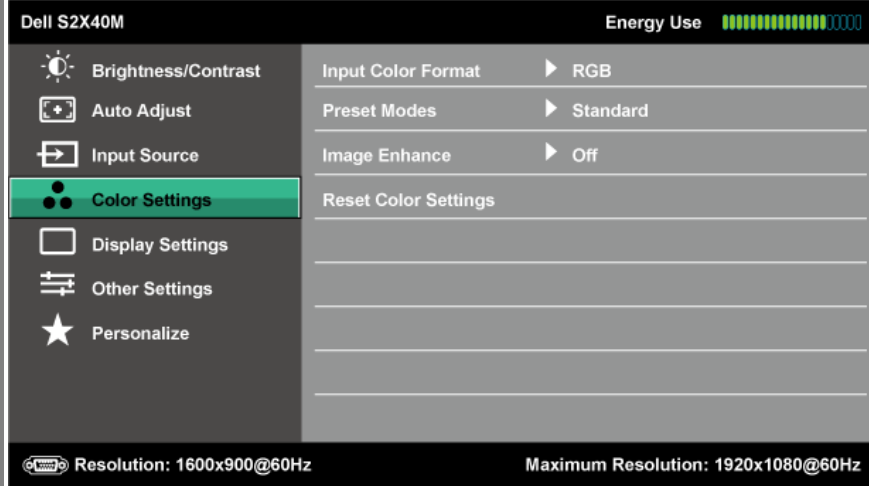 Dell S2X40M Energy Use
Brightness/Contrast Input Color Format RGB
Auto Adjust Preset Modes Standard
Input Source Image Enhance Off
Color Settings Reset Color Settings
Display Settings
Other Settings
Personalize
Resolution: 1600x900@60Hz Maximum Resolution: 1920x1080@60Hz